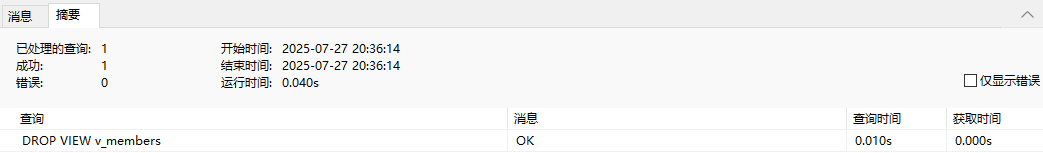 消息 摘要
已处理的查询: 1 开始时间: 2025-07-27 20:36:14
成功: 1 结束时间: 2025-07-27 20:36:14
错误: 0 运行时间: 0.040s
仅显示错误
查询 消息 查询时间 获取时间
DROP VIEW v_members OK 0.010s 0.000s